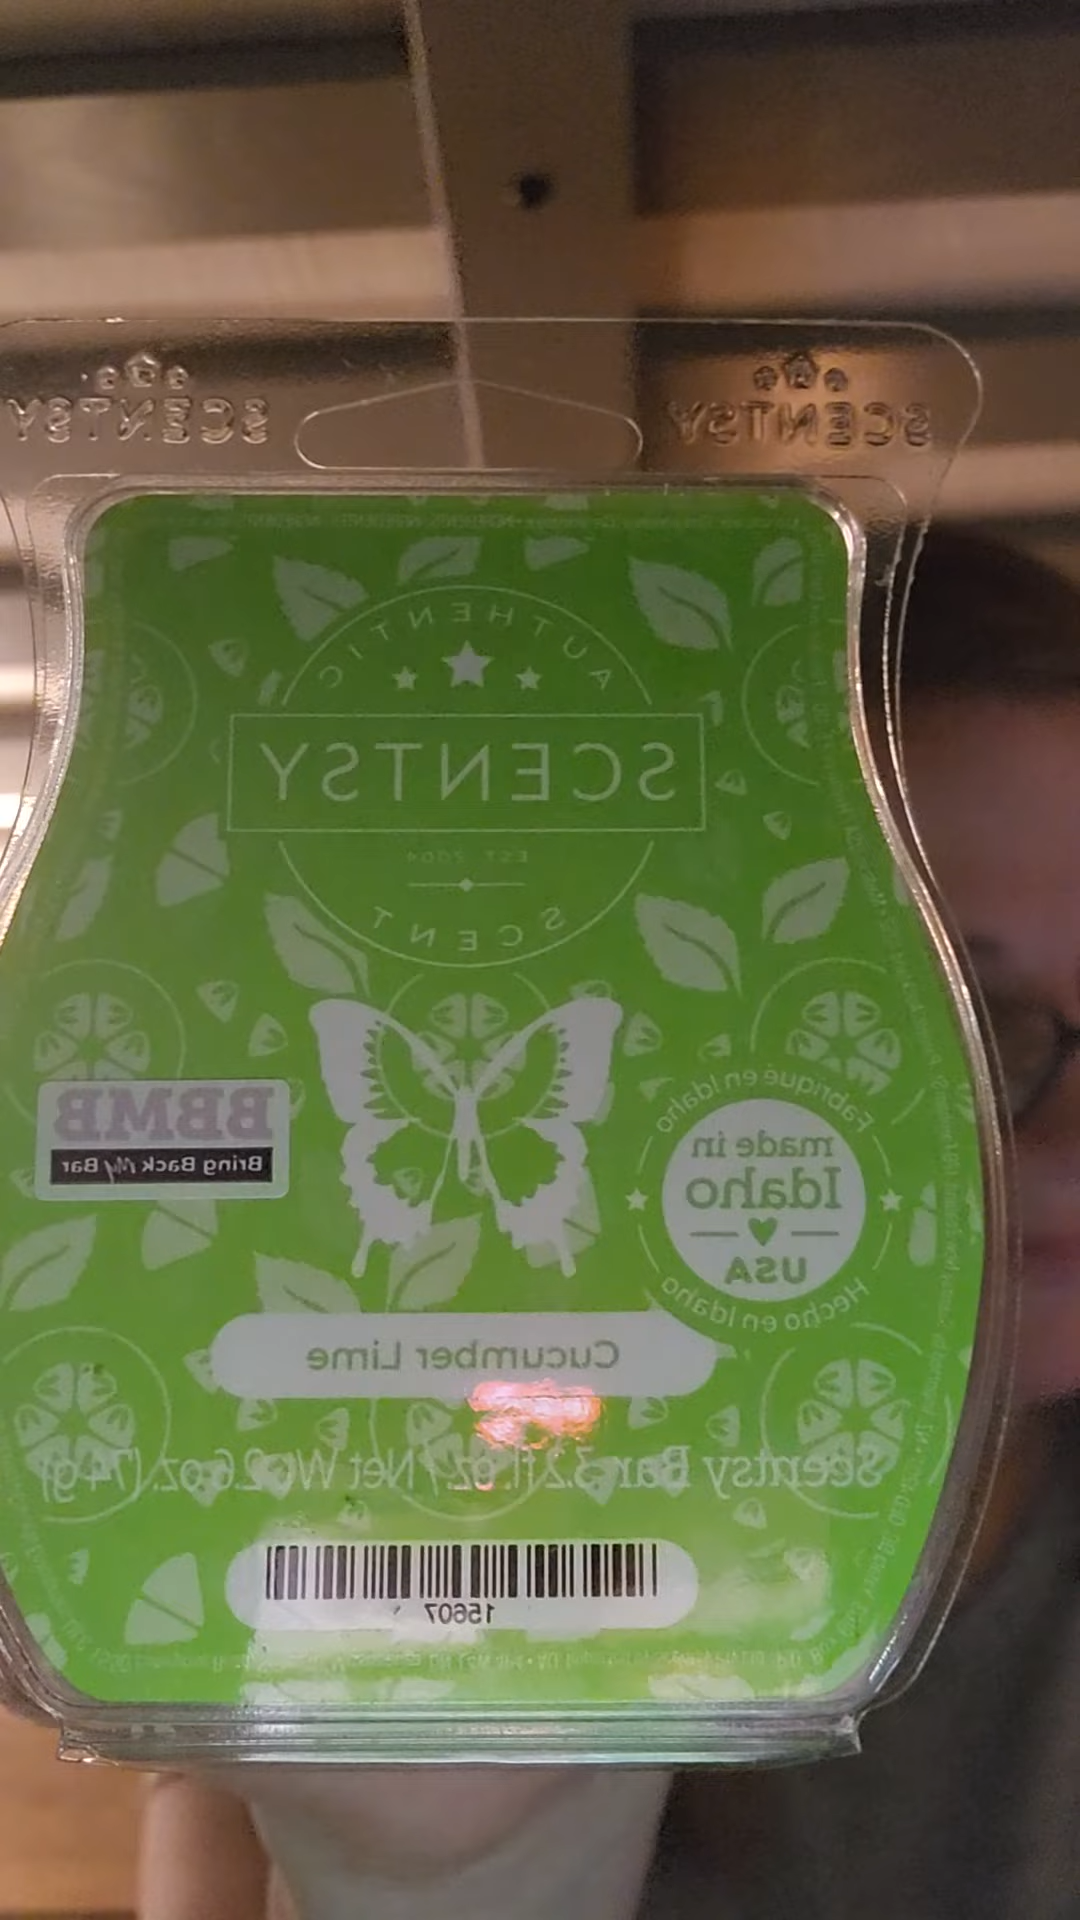 SCENTSY SCENTSY
AUTHENTIC
SCENTSY
EST. 2004
SCENT
BBMB
Bring Back My Bar
Fabriqué en Idaho
made in
Idaho
USA
Hecho en Idaho
Cucumber Lime
Scentsy Bar 3.2 fl. oz. / Net Wt. 2.6 oz. (74 g)
15607